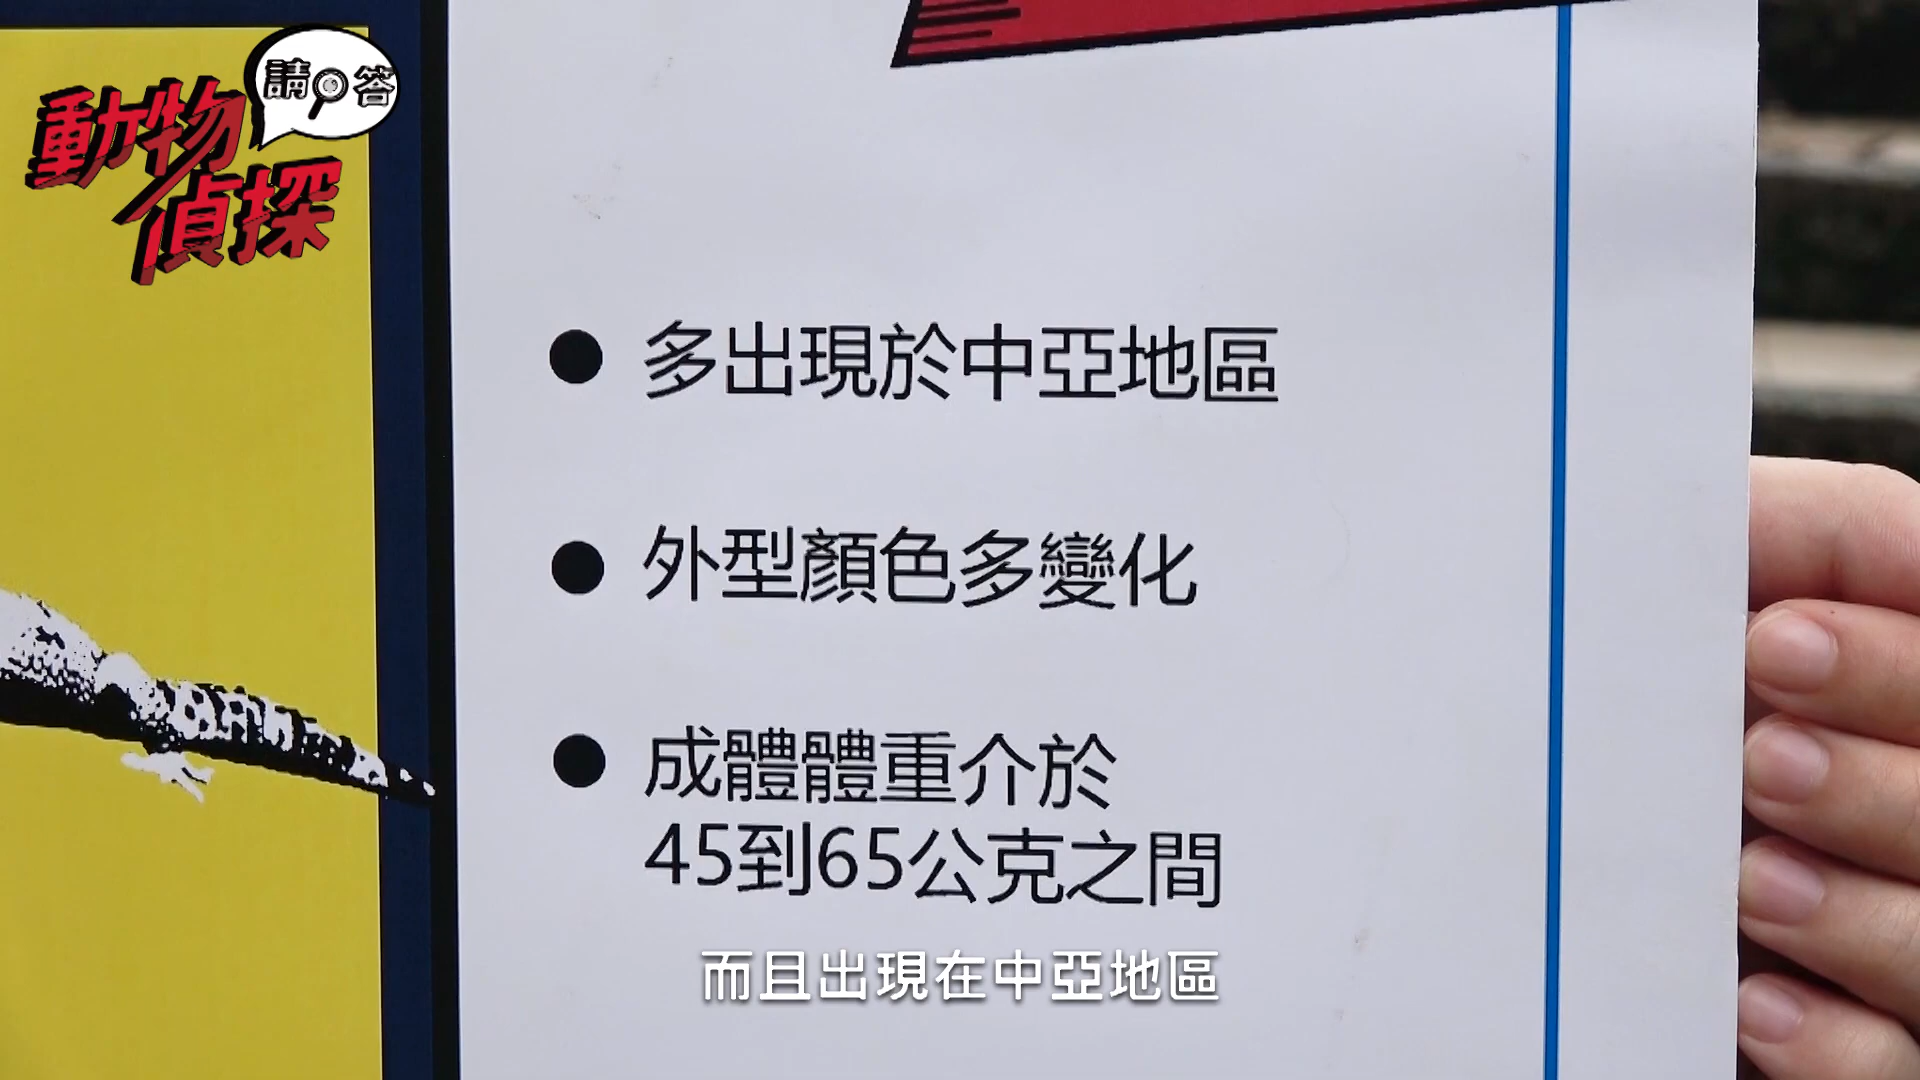 請答
動物
偵探
多出現於中亞地區
外型顏色多變化
成體體重介於
45到65公克之間
而且出現在中亞地區